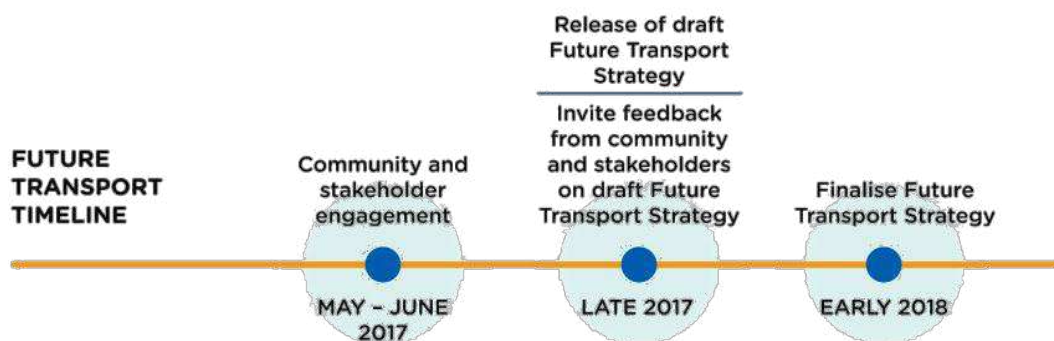 FUTURE
TRANSPORT
TIMELINE
Community and
stakeholder
engagement
MAY – JUNE
2017
Release of draft
Future Transport
Strategy
Invite feedback
from community
and stakeholders
on draft Future
Transport Strategy
LATE 2017
Finalise Future
Transport Strategy
EARLY 2018